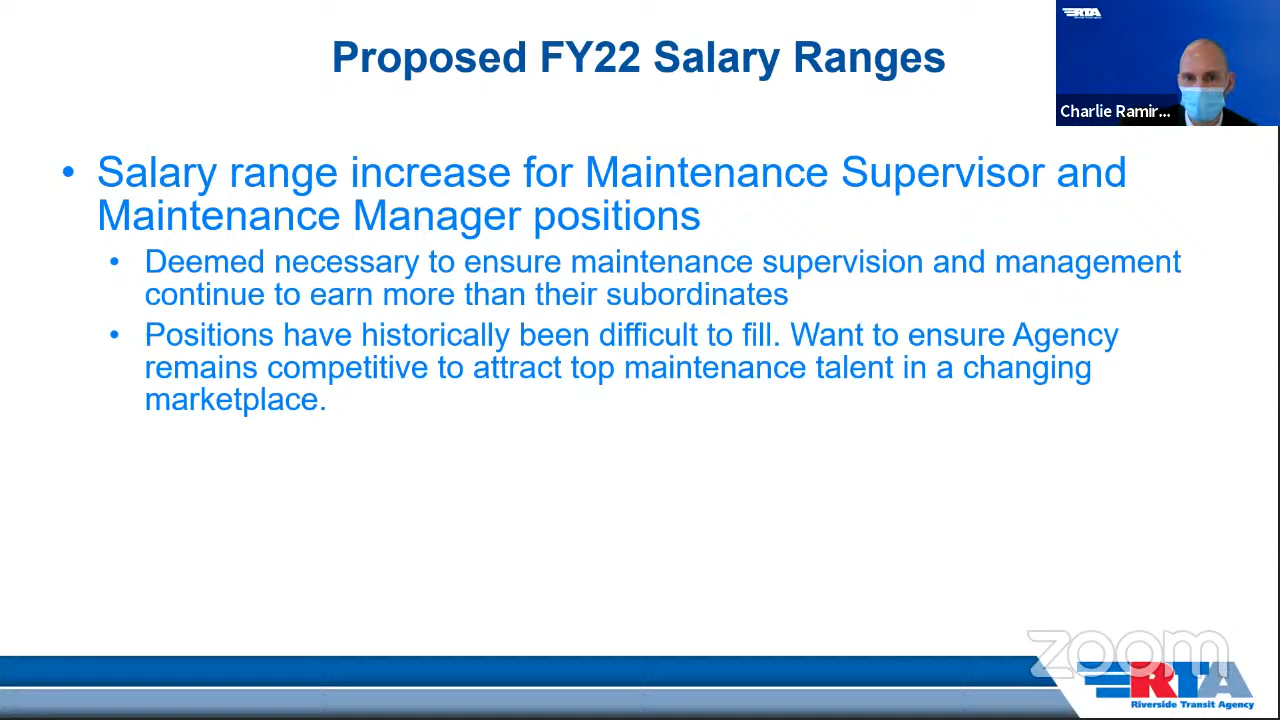 Proposed FY22 Salary Ranges
RTA
Charlie Ramir...
• Salary range increase for Maintenance Supervisor and
Maintenance Manager positions
• Deemed necessary to ensure maintenance supervision and management
continue to earn more than their subordinates
• Positions have historically been difficult to fill. Want to ensure Agency
remains competitive to attract top maintenance talent in a changing
marketplace.
zoom
RTA
Riverside Transit Agency